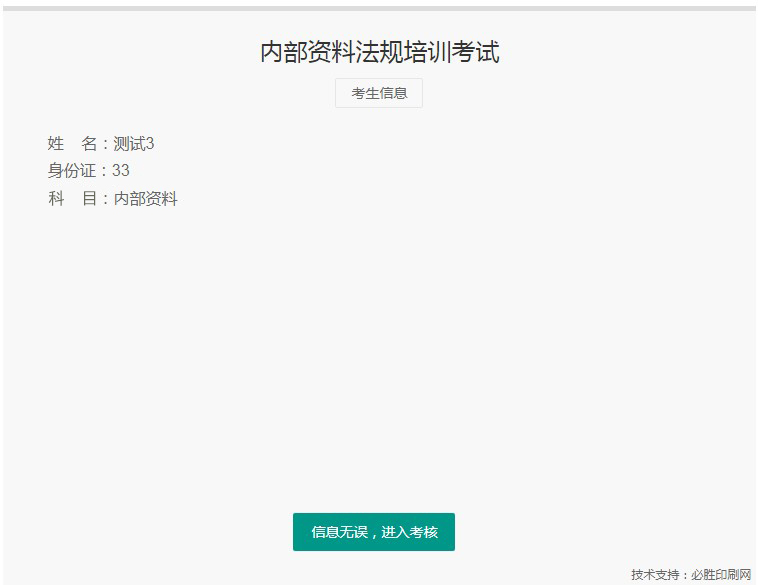 内部资料法规培训考试
考生信息
姓 名：测试3
身份证：33
科 目：内部资料
信息无误，进入考核
技术支持：必胜印刷网